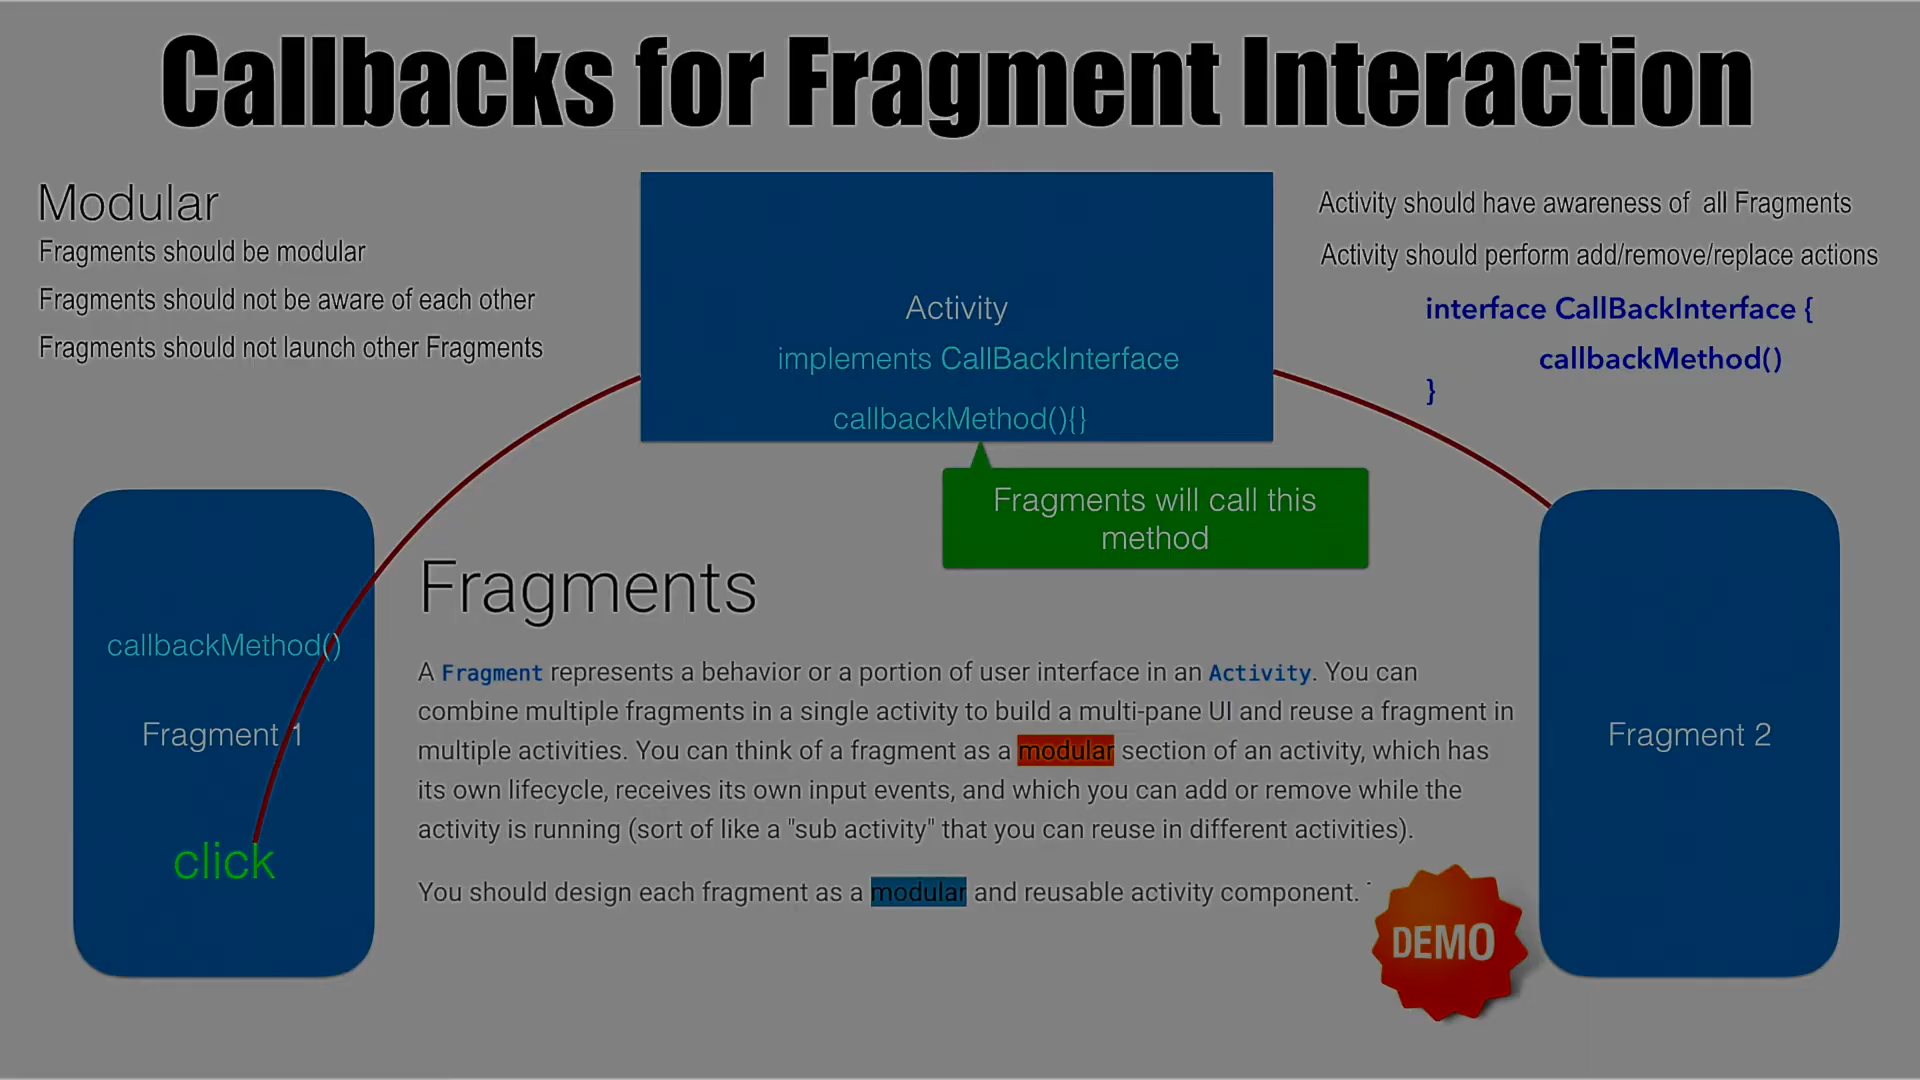 Callbacks for Fragment Interaction
Modular
Fragments should be modular
Fragments should not be aware of each other
Fragments should not launch other Fragments
Activity
implements CallBackInterface
callbackMethod(){}
Activity should have awareness of all Fragments
Activity should perform add/remove/replace actions
interface CallBackInterface {
callbackMethod()
}
Fragments will call this
method
callbackMethod()
Fragment 1
click
Fragments
A Fragment represents a behavior or a portion of user interface in an Activity. You can
combine multiple fragments in a single activity to build a multi-pane UI and reuse a fragment in
multiple activities. You can think of a fragment as a modular section of an activity, which has
its own lifecycle, receives its own input events, and which you can add or remove while the
activity is running (sort of like a "sub activity" that you can reuse in different activities).
You should design each fragment as a modular and reusable activity component.
DEMO
Fragment 2